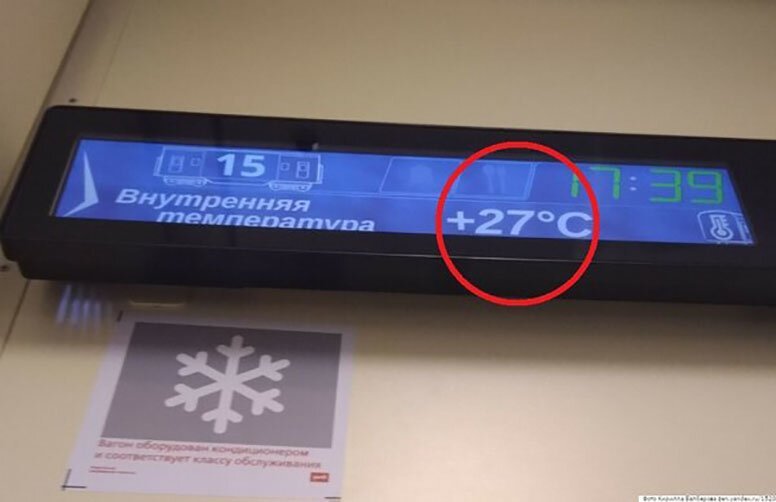 15
17:39
Внутренняя
температура
+27°C
Вагон оборудован кондиционером
и соответствует классу обслуживания